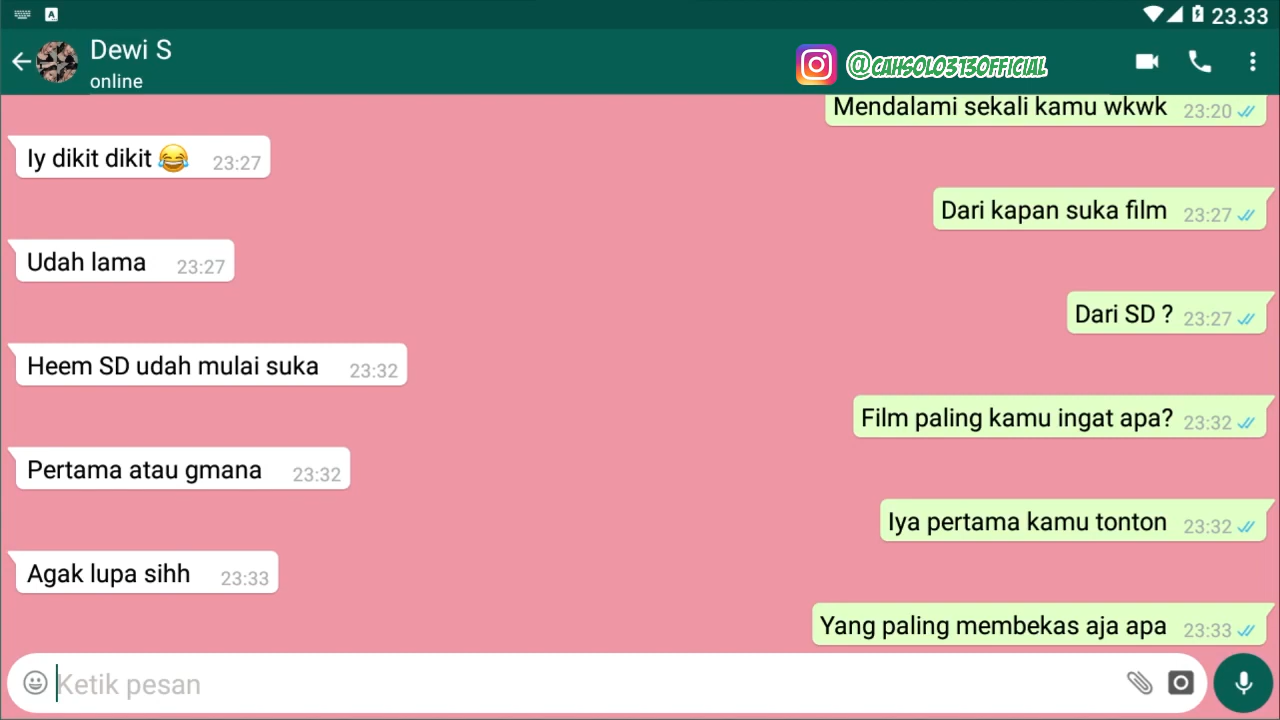 23.33
Dewi S
online
@CAHSOLO313OFFICIAL
Mendalami sekali kamu wkwk 23:20
Iy dikit dikit 😂 23:27
Dari kapan suka film 23:27
Udah lama 23:27
Dari SD ? 23:27
Heem SD udah mulai suka 23:32
Film paling kamu ingat apa? 23:32
Pertama atau gmana 23:32
Iya pertama kamu tonton 23:32
Agak lupa sihh 23:33
Yang paling membekas aja apa 23:33
Ketik pesan